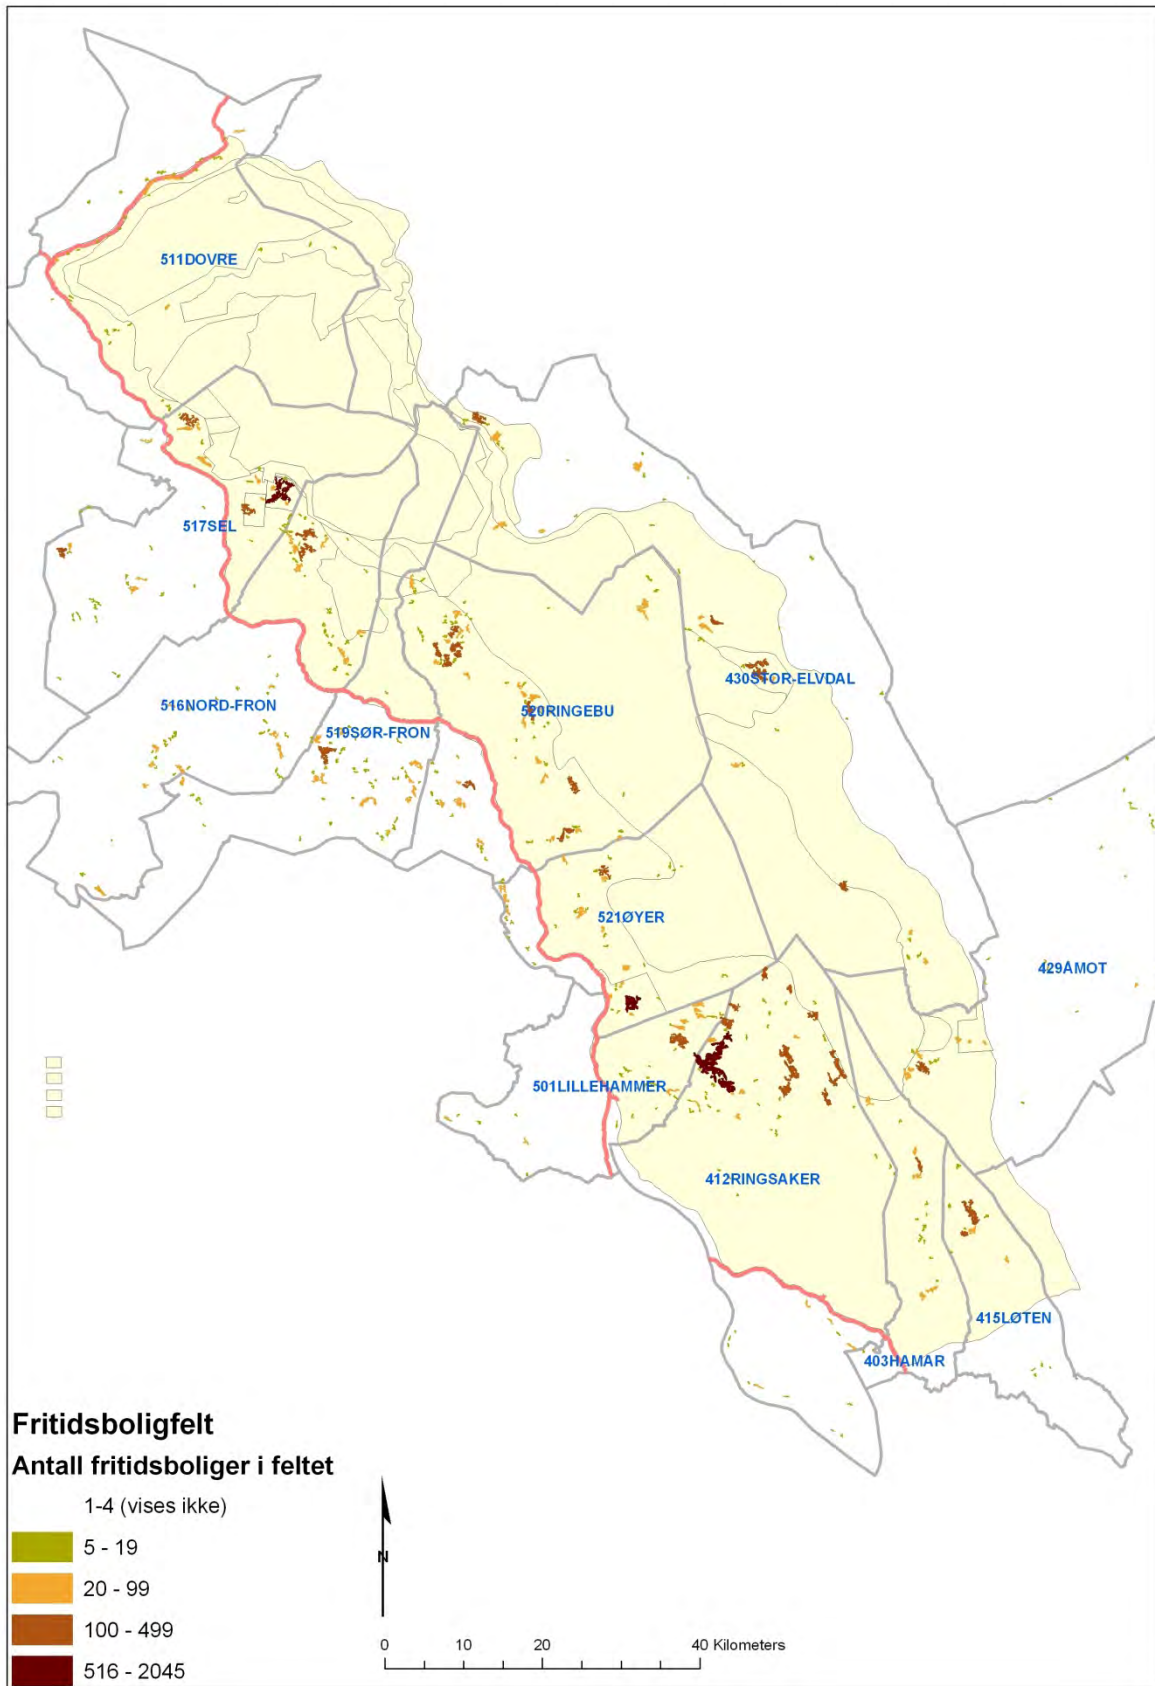 511DOVRE
517SEL
430STOR-ELVDAL
516NORD-FRON
520RINGEBU
519SØR-FRON
521ØYER
429ÅMOT
501LILLEHAMMER
412RINGSAKER
415LØTEN
403HAMAR
Fritidsboligfelt
Antall fritidsboliger i feltet
1-4 (vises ikke)
5 - 19
20 - 99
100 - 499
516 - 2045
N
0 10 20 40 Kilometers